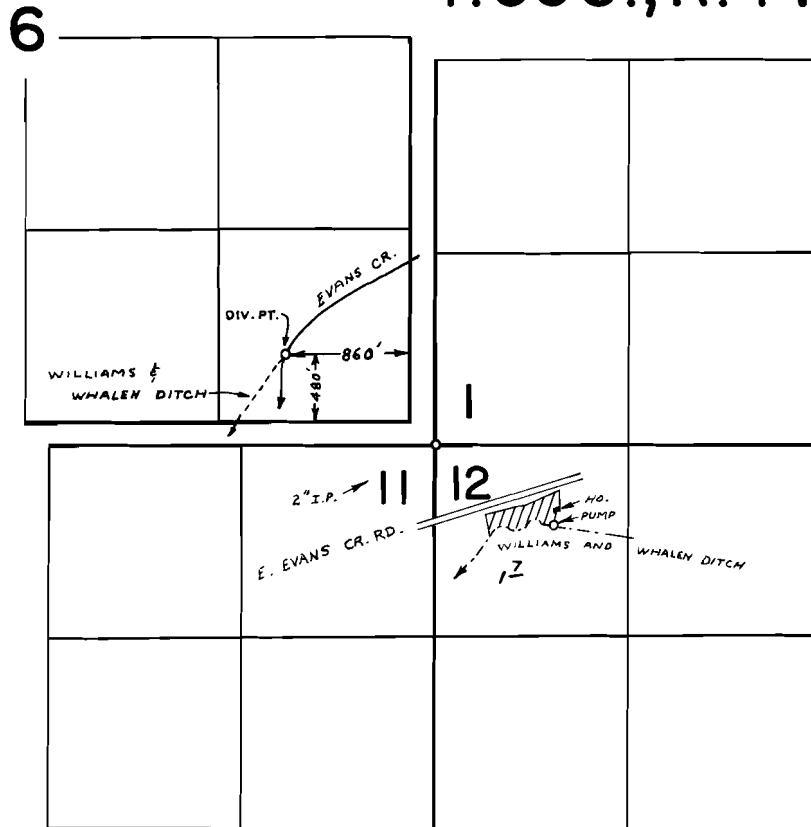 6
EVANS CR.
DIV. PT.
860'
480'
WILLIAMS &
WHALEN DITCH
1
2" I.P.
11
12
HO.
PUMP
E. EVANS CR. RD.
WILLIAMS AND WHALEN DITCH
1 7